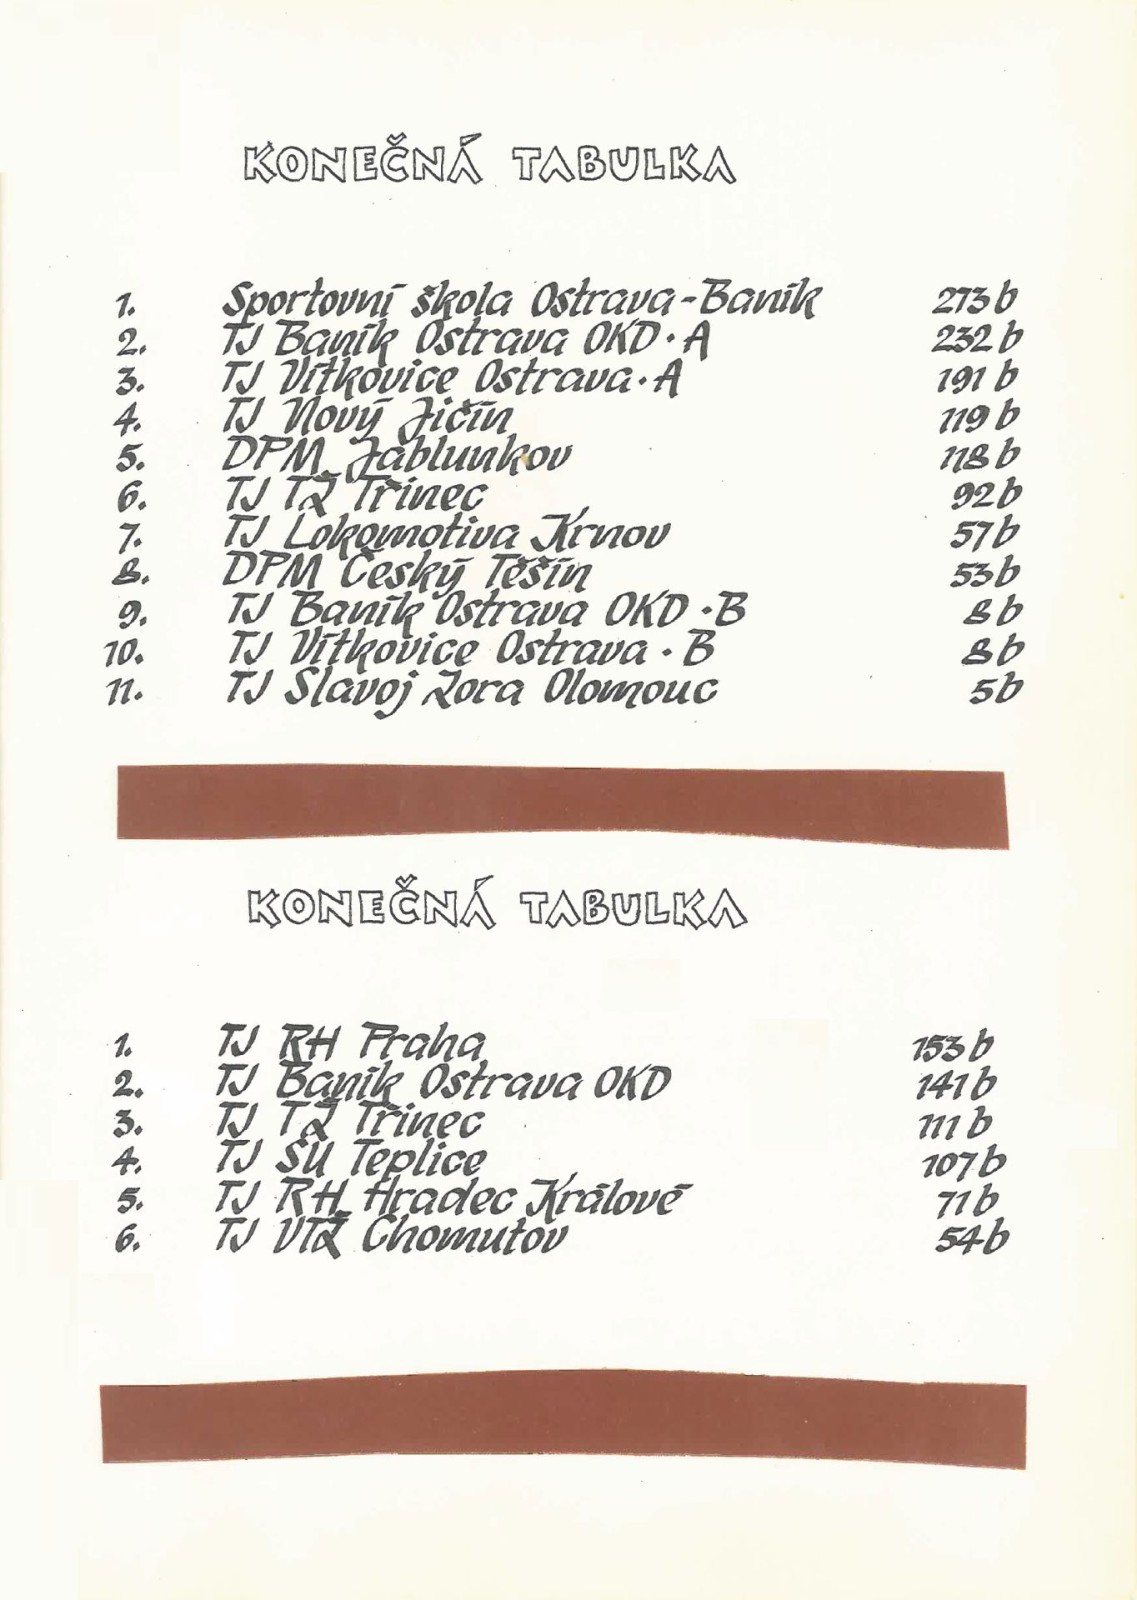 KONEČNÁ TABULKA
1. Sportovní škola Ostrava-Baník 273 b
2. TJ Baník Ostrava OKD · A 232 b
3. TJ Vítkovice Ostrava · A 191 b
4. TJ Nový Jičín 119 b
5. DPM Jablunkov 118 b
6. TJ TŽ Třinec 92 b
7. TJ Lokomotiva Krnov 57 b
8. DPM Český Těšín 53 b
9. TJ Baník Ostrava OKD · B 8 b
10. TJ Vítkovice Ostrava · B 8 b
11. TJ Slavoj Zora Olomouc 5 b
KONEČNÁ TABULKA
1. TJ RH Praha 153 b
2. TJ Baník Ostrava OKD 141 b
3. TJ TŽ Třinec 111 b
4. TJ SU Teplice 107 b
5. TJ RH Hradec Králové 71 b
6. TJ VTŽ Chomutov 54 b